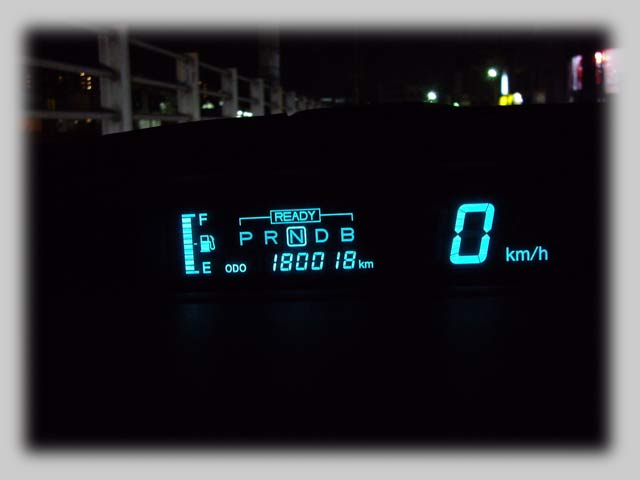 F
READY
P R N D B
0 km/h
E
ODO 180018 km